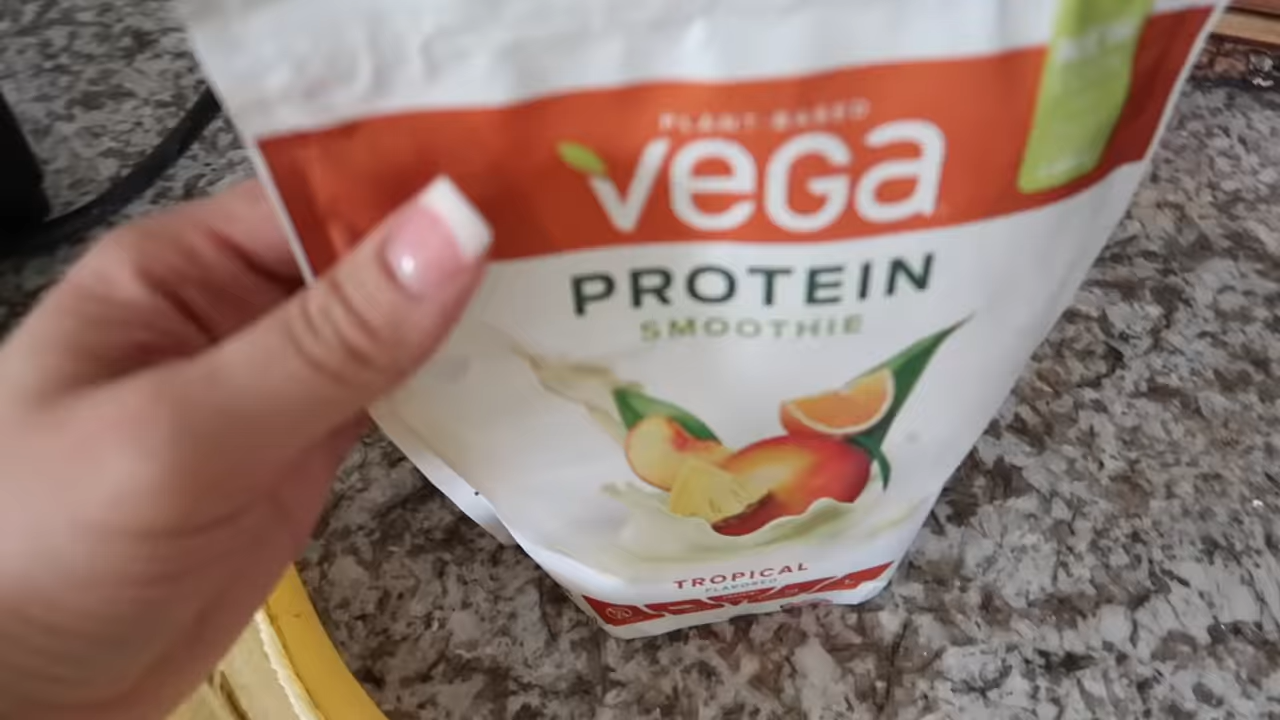 PLANT-BASED
vega
PROTEIN
SMOOTHIE
TROPICAL
FLAVORED